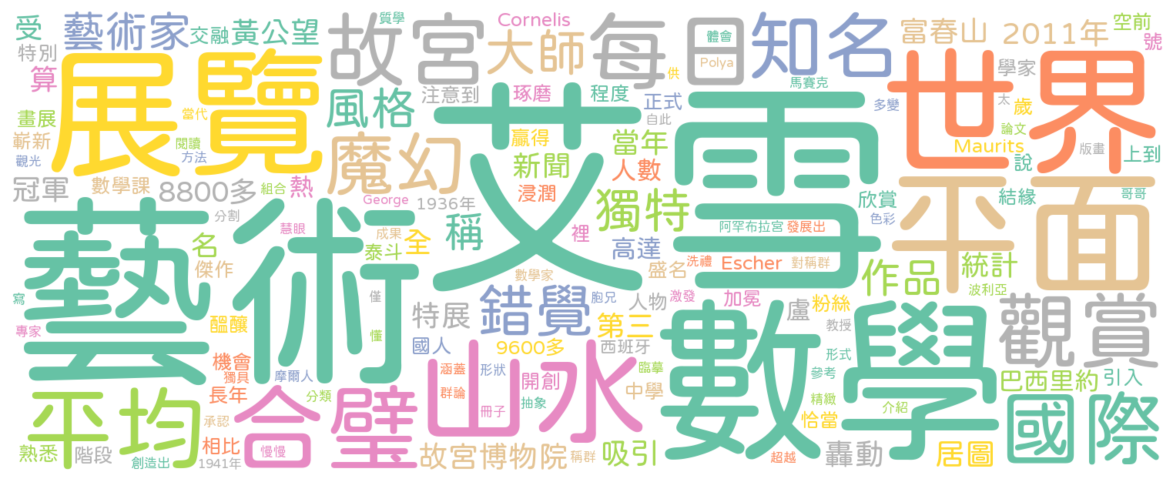 受
藝術家
交融
黃公望
質學
故宮
Cornelis
大師
每日
體會
Polya
知名
富春山
2011年
空前
號
特別
算
展覽
當代
風格
注意到
琢磨
程度
供
正式
自此
馬賽克
多變
世界
學家
太
歲
論文
版畫
上到
畫展
嶄新
觀光
閱讀
方法
魔幻
贏得
新聞
艾雪
當年
人數
Maurits
說
冠軍
數學課
8800多
組合
熱
George
1936年
浸潤
獨特
欣賞
色彩
結緣
哥哥
平面
藝術
分割
名
傑作
慧眼
成果
泰斗
全
稱
裡
高達
盛名
阿罕布拉宮
發展出
洗禮
Escher
對稱群
作品
統計
波利亞
寫
專家
醞釀
僅
懂
數學家
錯覺
胞兄
人物
激發
加冕
盧
粉絲
教授
觀賞
特展
國人
9600多
第三
西班牙
數學
形式
參考
機會
獨具
長年
摩爾人
分類
山水
涵蓋
群論
形狀
抽象
冊子
開創
臨摹
中學
精緻
恰當
介紹
巴西里約
引入
平均
承認
合璧
慢慢
熟悉
階段
創造出
相比
1941年
故宮博物院
稱群
吸引
超越
轟動
居圖
國際